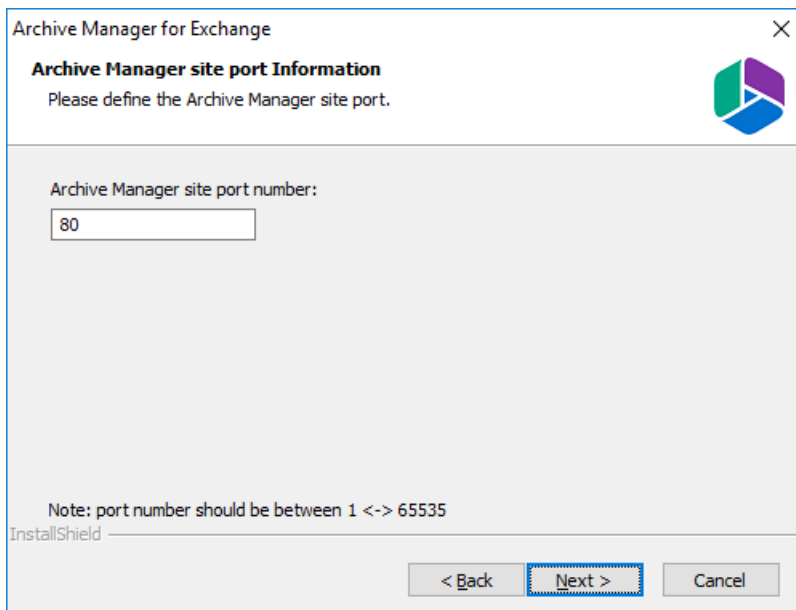 Archive Manager for Exchange
Archive Manager site port Information
Please define the Archive Manager site port.
Archive Manager site port number:
80
Note: port number should be between 1 <-> 65535
InstallShield
< Back
Next >
Cancel